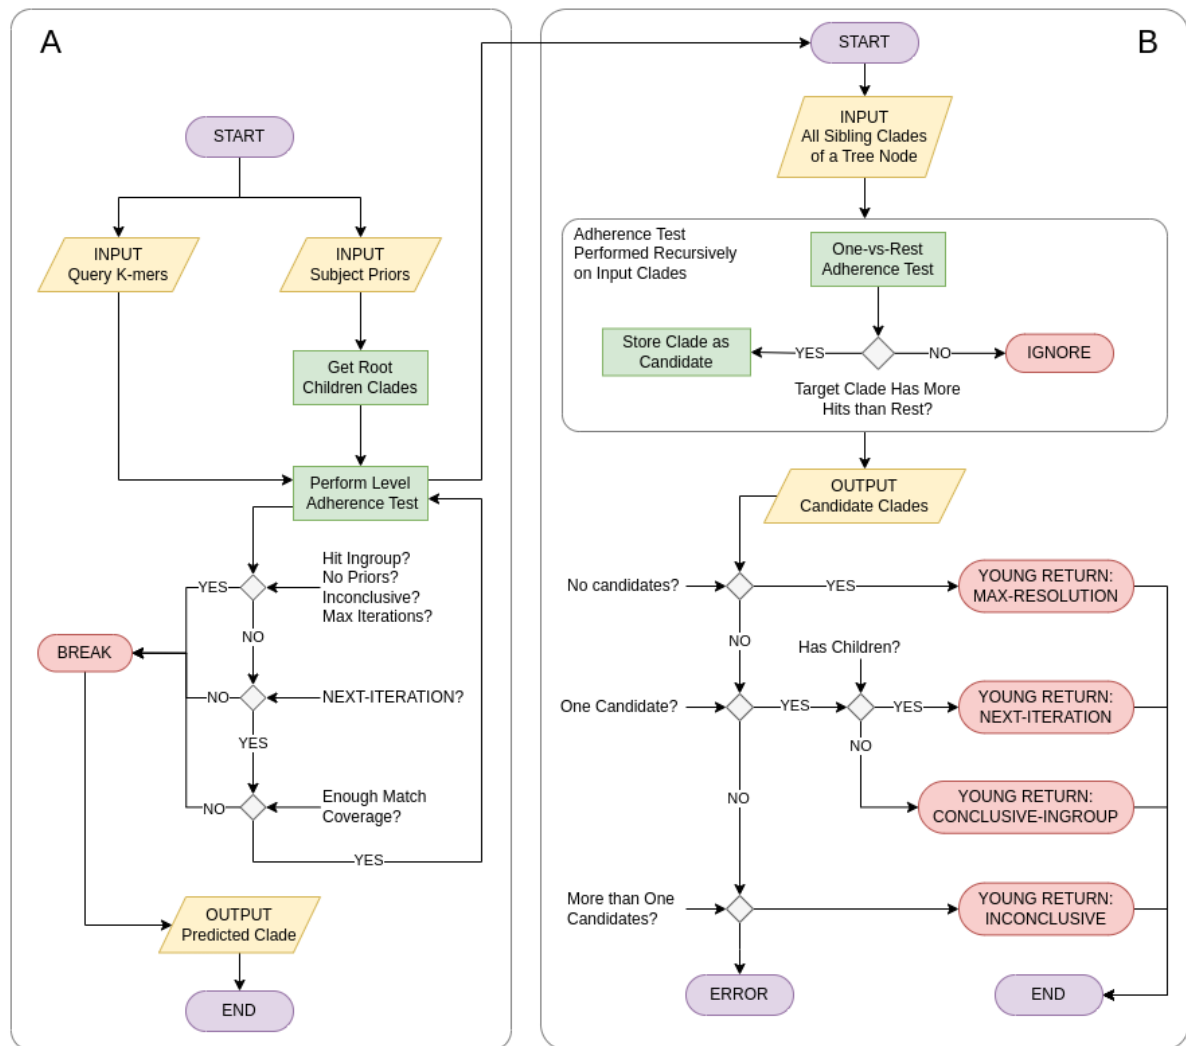 A
START
INPUT
Query K-mers
INPUT
Subject Priors
Get Root
Children Clades
Perform Level
Adherence Test
Hit Ingroup?
No Priors?
Inconclusive?
Max Iterations?
YES
NO
BREAK
NO
NEXT-ITERATION?
YES
NO
Enough Match
Coverage?
YES
OUTPUT
Predicted Clade
END
B
START
INPUT
All Sibling Clades
of a Tree Node
Adherence Test
Performed Recursively
on Input Clades
One-vs-Rest
Adherence Test
Store Clade as
Candidate
YES
NO
IGNORE
Target Clade Has More
Hits than Rest?
OUTPUT
Candidate Clades
No candidates?
YES
YOUNG RETURN:
MAX-RESOLUTION
NO
Has Children?
One Candidate?
YES
YES
YOUNG RETURN:
NEXT-ITERATION
NO
NO
YOUNG RETURN:
CONCLUSIVE-INGROUP
More than One
Candidates?
YOUNG RETURN:
INCONCLUSIVE
ERROR
END